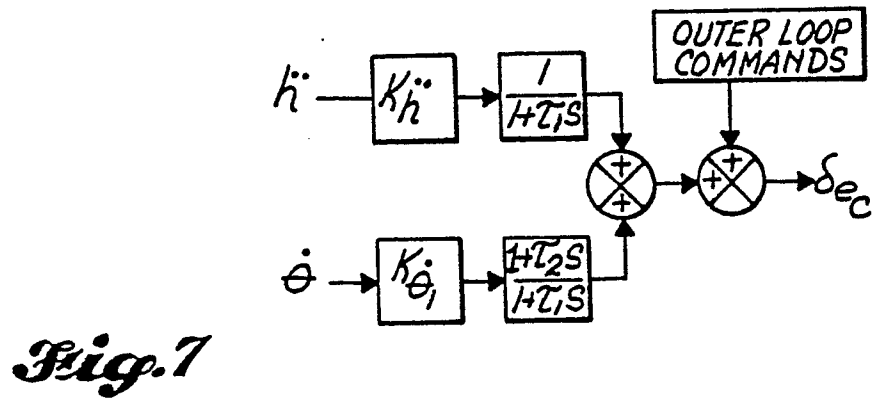 OUTER LOOP
COMMANDS
ḧ
Kḧ
1
1+τ₁s
+
+
+
+
δec
θ̇
Kθ̇₁
1+τ₂s
1+τ₁s
Fig. 7